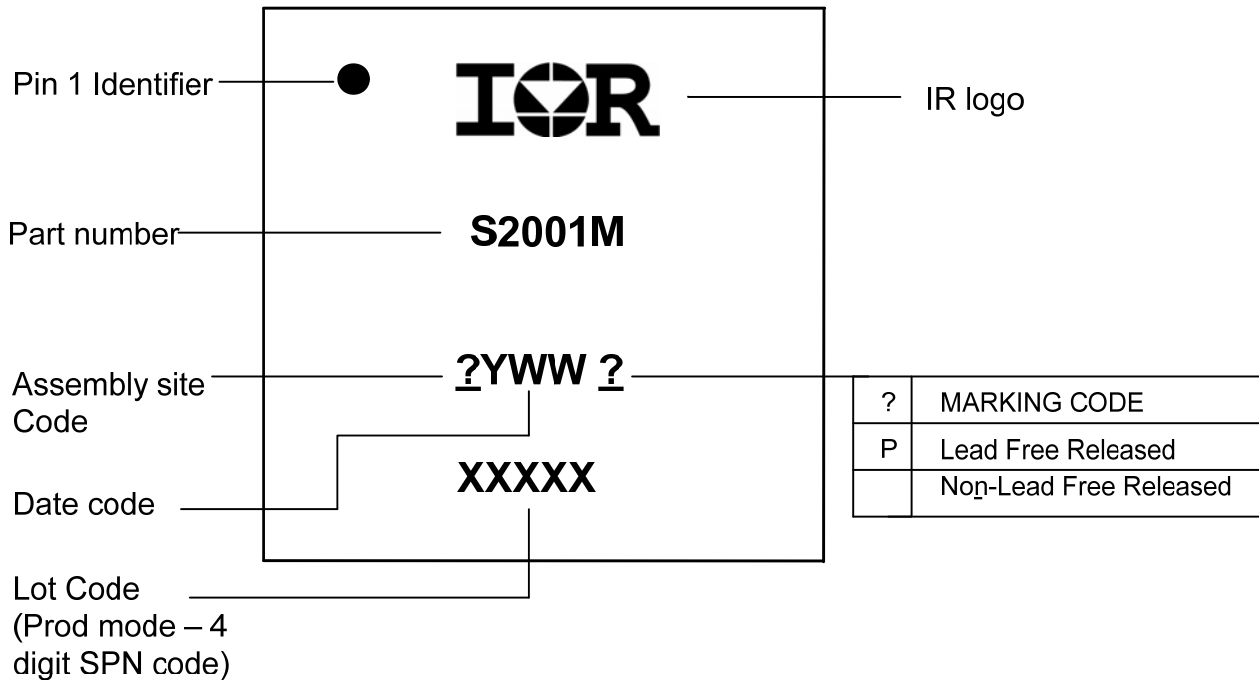 Pin 1 Identifier
IOR
IR logo
Part number
S2001M
Assembly site
Code
?YWW ?
? MARKING CODE
P Lead Free Released
Non-Lead Free Released
Date code
XXXXX
Lot Code
(Prod mode – 4
digit SPN code)